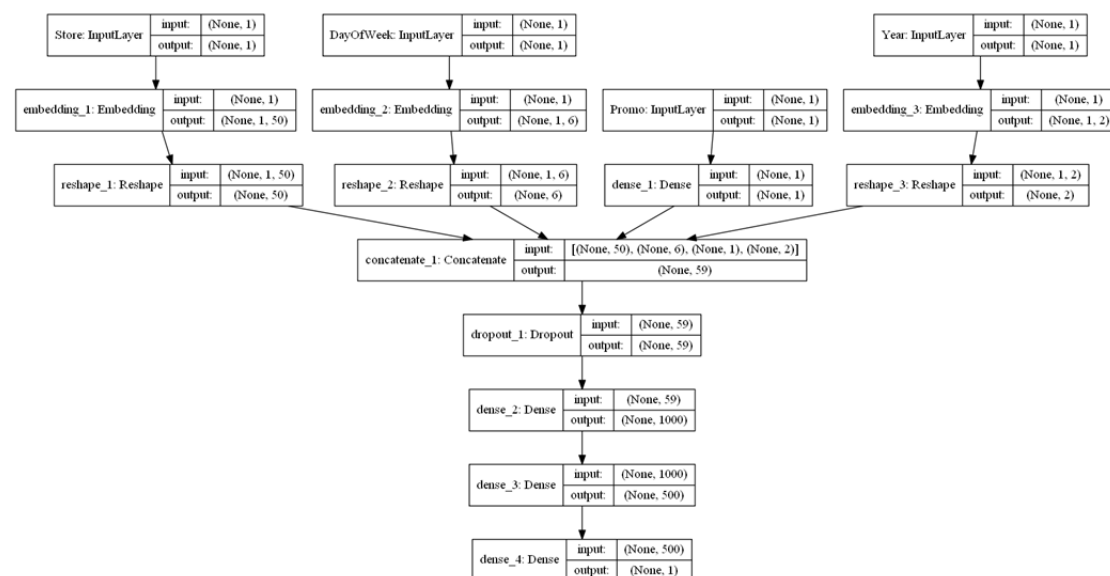 Store: InputLayer input: (None, 1) output: (None, 1)
DayOfWeek: InputLayer input: (None, 1) output: (None, 1)
Year: InputLayer input: (None, 1) output: (None, 1)
embedding_1: Embedding input: (None, 1) output: (None, 1, 50)
embedding_2: Embedding input: (None, 1) output: (None, 1, 6)
Promo: InputLayer input: (None, 1) output: (None, 1)
embedding_3: Embedding input: (None, 1) output: (None, 1, 2)
reshape_1: Reshape input: (None, 1, 50) output: (None, 50)
reshape_2: Reshape input: (None, 1, 6) output: (None, 6)
dense_1: Dense input: (None, 1) output: (None, 1)
reshape_3: Reshape input: (None, 1, 2) output: (None, 2)
concatenate_1: Concatenate input: [(None, 50), (None, 6), (None, 1), (None, 2)] output: (None, 59)
dropout_1: Dropout input: (None, 59) output: (None, 59)
dense_2: Dense input: (None, 59) output: (None, 1000)
dense_3: Dense input: (None, 1000) output: (None, 500)
dense_4: Dense input: (None, 500) output: (None, 1)